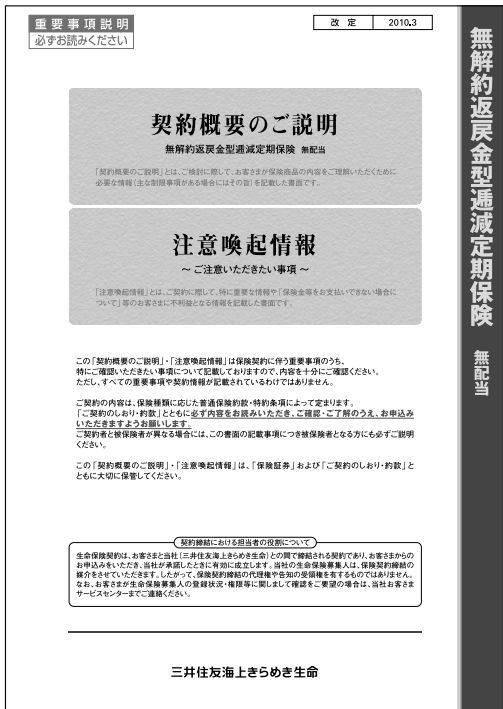 重要事項説明
必ずお読みください
改定 2010.3
無解約返戻金型逓減定期保険 無配当
契約概要のご説明
無解約返戻金型逓減定期保険 無配当
「契約概要のご説明」とは、ご検討に際して、お客さまが保険商品の内容をご理解いただくために
必要な情報(主な制限事項がある場合にはその旨)を記載した書面です。
注意喚起情報
～ ご注意いただきたい事項 ～
「注意喚起情報」とは、ご契約に際して、特に重要な情報や「保険金等をお支払いできない場合に
ついて」等のお客さまに不利益となる情報を記載した書面です。
この「契約概要のご説明」・「注意喚起情報」は保険契約に伴う重要事項のうち、
特にご確認いただきたい事項について記載しておりますので、内容を十分にご確認ください。
ただし、すべての重要事項や契約情報が記載されているわけではありません。
ご契約の内容は、保険種類に応じた普通保険約款・特約条項によって定まります。
「ご契約のしおり・約款」とともに必ず内容をお読みいただき、ご確認・ご了解のうえ、お申込み
いただきますようお願いします。
ご契約者と被保険者が異なる場合には、この書面の記載事項につき被保険者となる方にも必ずご説明
ください。
この「契約概要のご説明」・「注意喚起情報」は、「保険証券」および「ご契約のしおり・約款」と
ともに大切に保管してください。
契約締結における担当者の役割について
生命保険契約は、お客さまと当社(三井住友海上きらめき生命)との間で締結される契約であり、お客さまからの
お申込みをいただき、当社が承諾したときに有効に成立します。当社の生命保険募集人は、保険契約締結の
媒介をさせていただきます。したがって、保険契約締結の代理権や告知の受領権を有するものではありません。
なお、お客さまが生命保険募集人の登録状況・権限等に関しまして確認をご要望の場合は、当社お客さま
サービスセンターまでご連絡ください。
三井住友海上きらめき生命